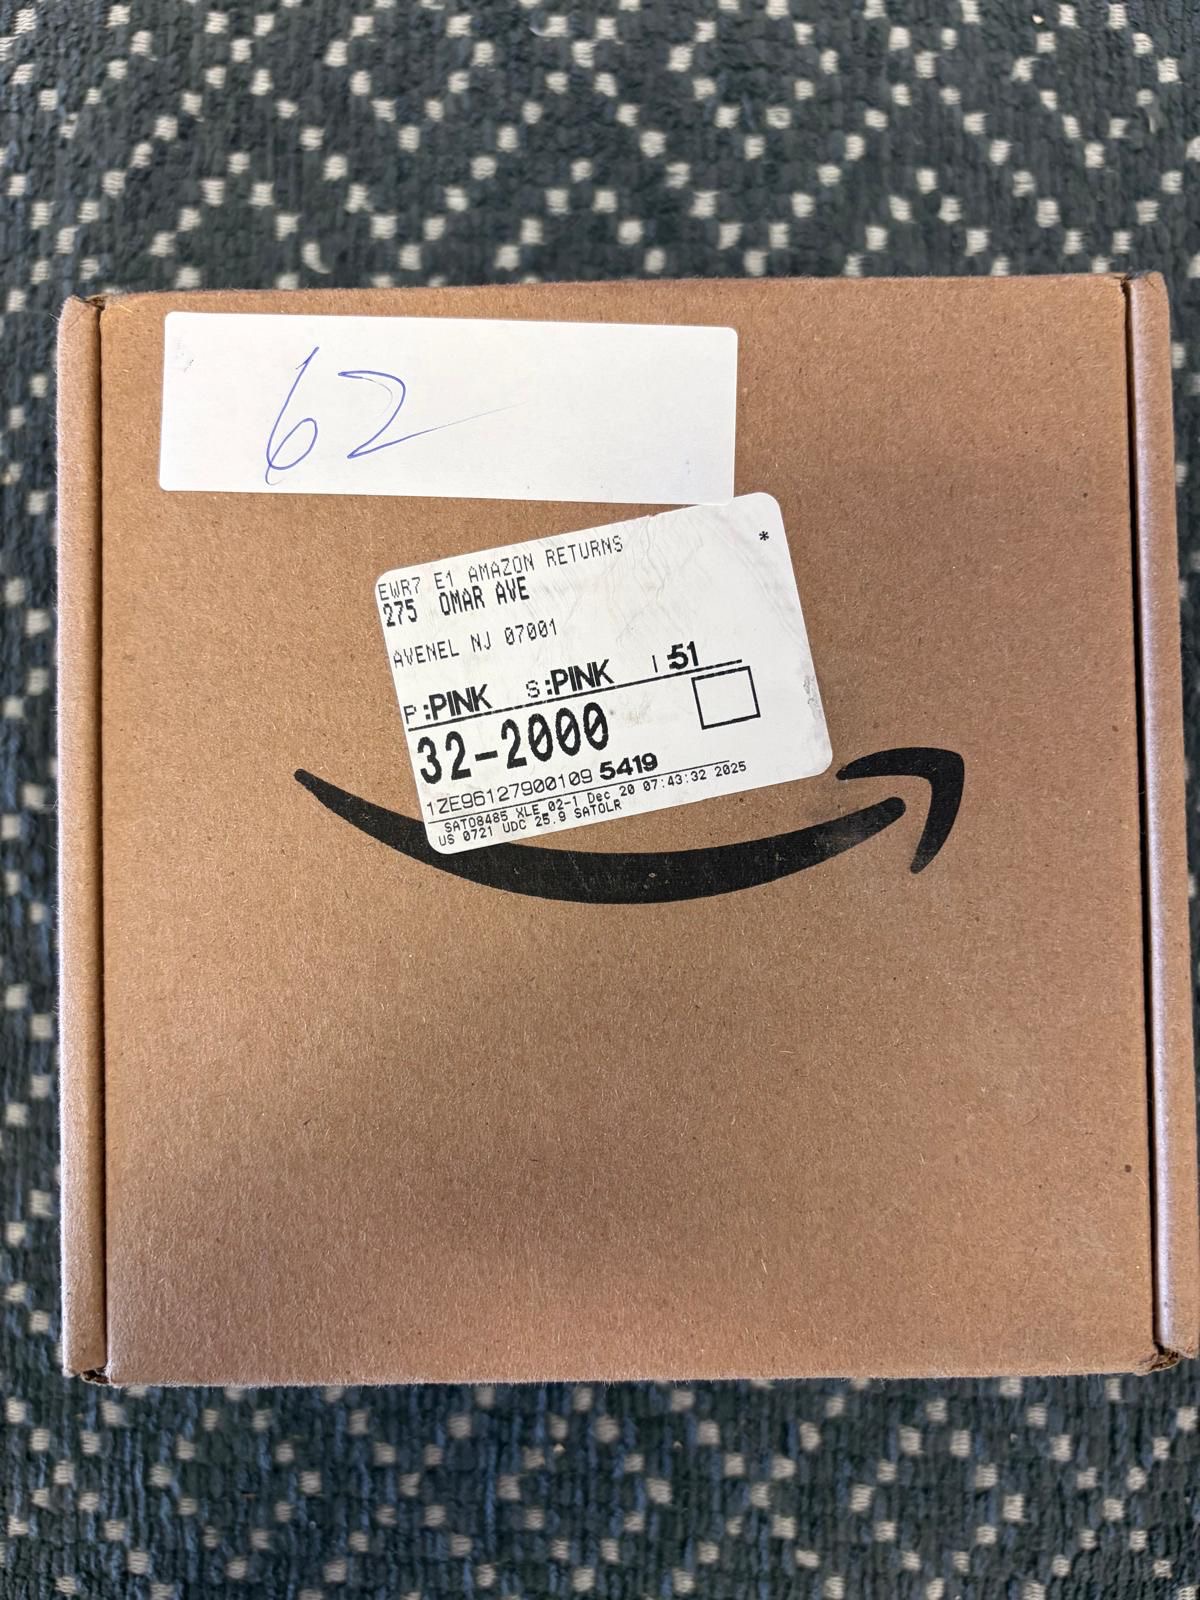 62
*
EWR7 E1 AMAZON RETURNS
275 OMAR AVE
AVENEL NJ 07001
P:PINK S:PINK I:51
32-2000
1ZE96127900109 5419
SAT08485 XLE 02-1 Dec 20 07:43:32 2025
US 0721 UDC 25.9 SATOLR